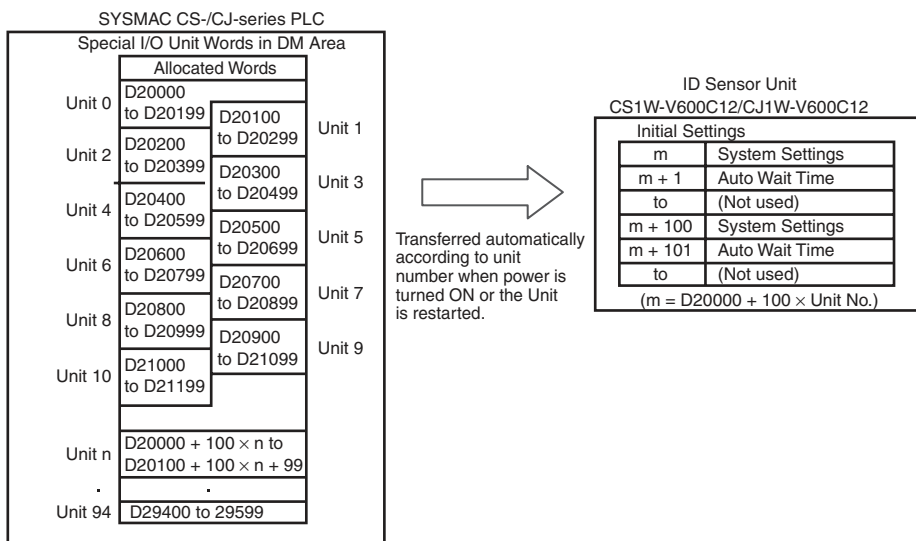 SYSMAC CS-/CJ-series PLC
Special I/O Unit Words in DM Area
Allocated Words
Unit 0
D20000
to D20199
D20100
to D20299
Unit 1
Unit 2
D20200
to D20399
D20300
to D20499
Unit 3
Unit 4
D20400
to D20599
D20500
to D20699
Unit 5
Unit 6
D20600
to D20799
D20700
to D20899
Unit 7
Unit 8
D20800
to D20999
D20900
to D21099
Unit 9
Unit 10
D21000
to D21199
Unit n
D20000 + 100 × n to
D20100 + 100 × n + 99
Unit 94
D29400 to 29599
Transferred automatically
according to unit
number when power is
turned ON or the Unit
is restarted.
ID Sensor Unit
CS1W-V600C12/CJ1W-V600C12
Initial Settings
m System Settings
m + 1 Auto Wait Time
to (Not used)
m + 100 System Settings
m + 101 Auto Wait Time
to (Not used)
(m = D20000 + 100 × Unit No.)